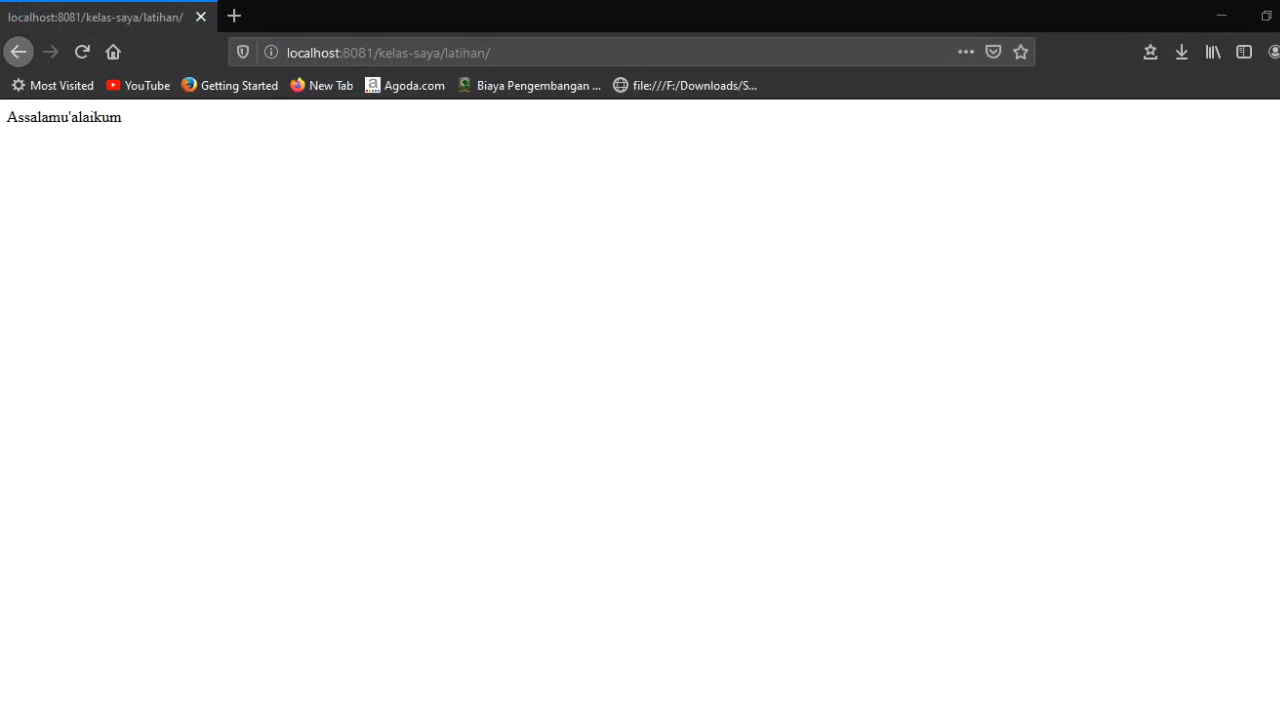 localhost:8081/kelas-saya/latihan/
localhost:8081/kelas-saya/latihan/
Most Visited YouTube Getting Started New Tab Agoda.com Biaya Pengembangan ... file:///F:/Downloads/S...
Assalamu'alaikum